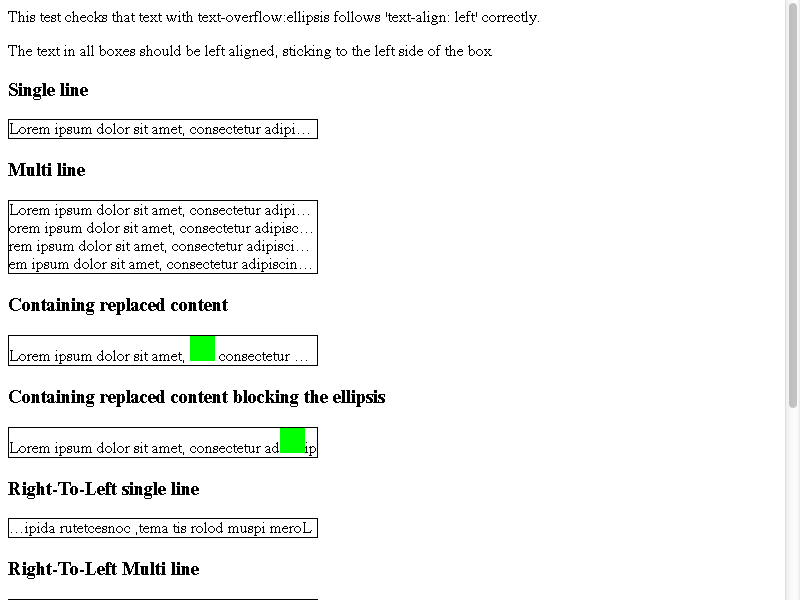 This test checks that text with text-overflow:ellipsis follows 'text-align: left' correctly.
The text in all boxes should be left aligned, sticking to the left side of the box
Single line
Lorem ipsum dolor sit amet, consectetur adipi…
Multi line
Lorem ipsum dolor sit amet, consectetur adipi…
orem ipsum dolor sit amet, consectetur adipisc…
rem ipsum dolor sit amet, consectetur adipisci…
em ipsum dolor sit amet, consectetur adipiscin…
Containing replaced content
Lorem ipsum dolor sit amet, consectetur …
Containing replaced content blocking the ellipsis
Lorem ipsum dolor sit amet, consectetur ad ip
Right-To-Left single line
…ipida rutetcesnoc ,tema tis rolod muspi meroL
Right-To-Left Multi line